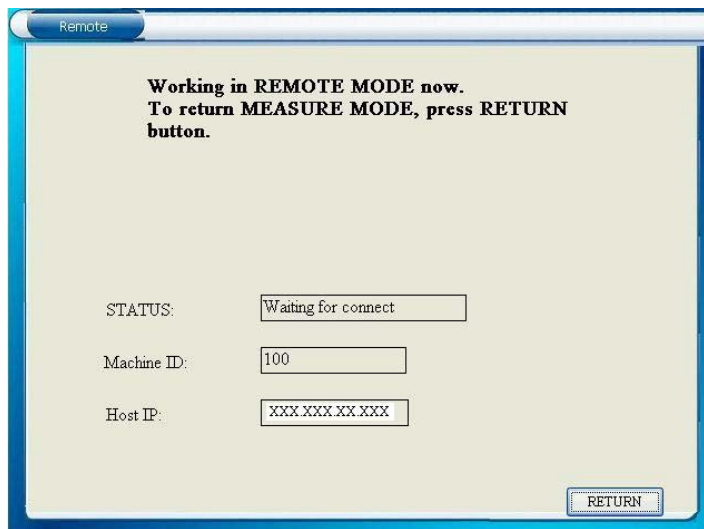 Remote
Working in REMOTE MODE now.
To return MEASURE MODE, press RETURN
button.
STATUS: Waiting for connect
Machine ID: 100
Host IP: XXX.XXX.XX.XXX
RETURN